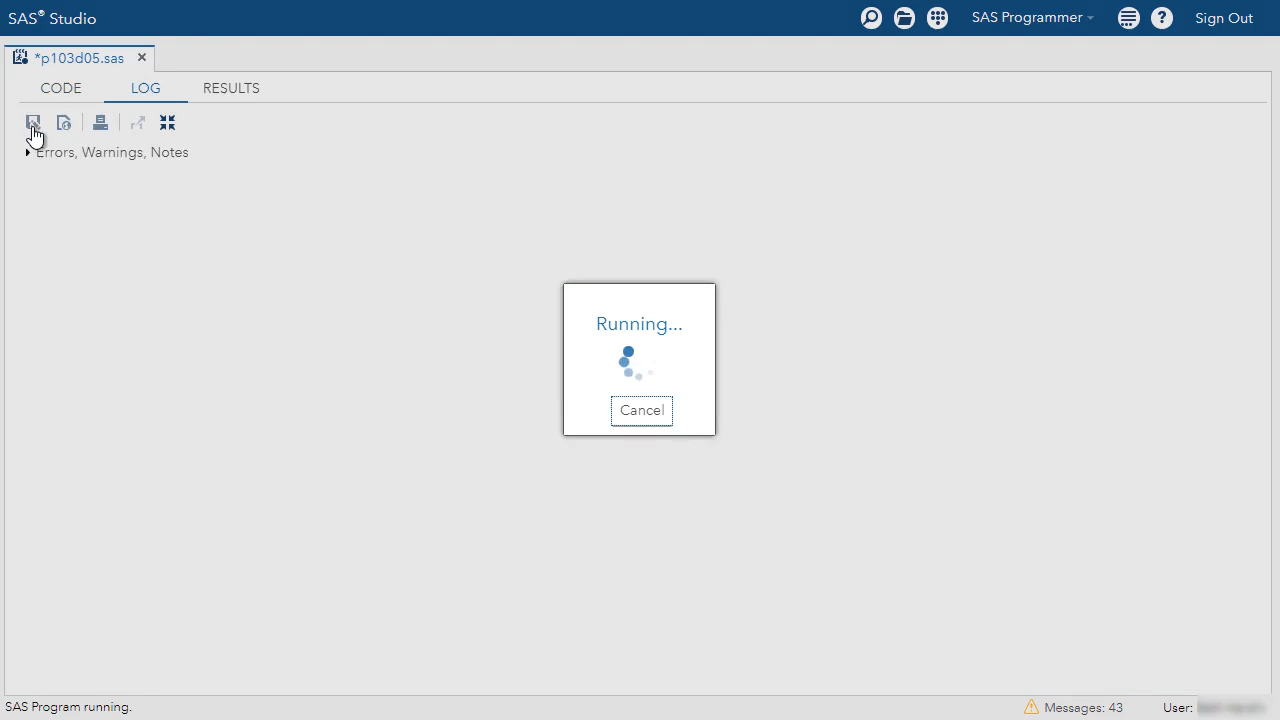 SAS® Studio
SAS Programmer
Sign Out
*p103d05.sas
CODE
LOG
RESULTS
Errors, Warnings, Notes
Running...
Cancel
SAS Program running.
Messages: 43
User: